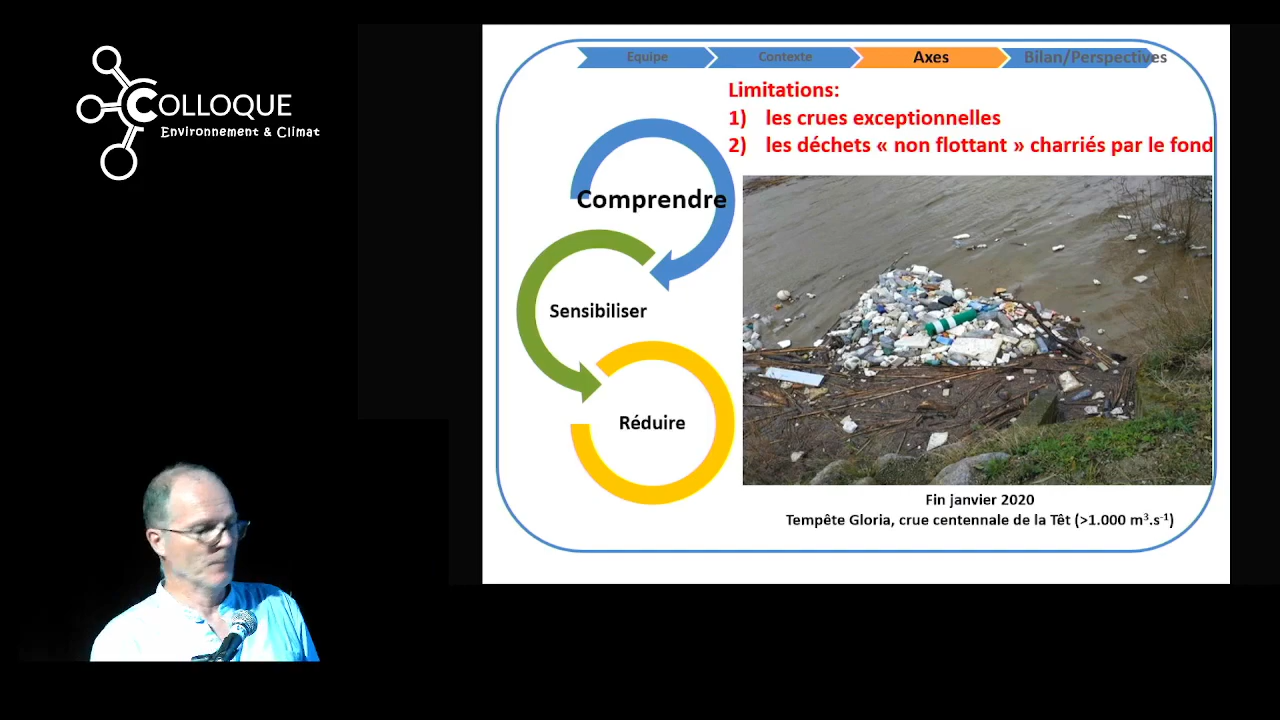 COLLOQUE
Environnement & Climat
Equipe
Contexte
Axes
Bilan/Perspectives
Limitations:
1) les crues exceptionnelles
2) les déchets « non flottant » charriés par le fond
Comprendre
Sensibiliser
Réduire
Fin janvier 2020
Tempête Gloria, crue centennale de la Têt (>1.000 m³.s⁻¹)